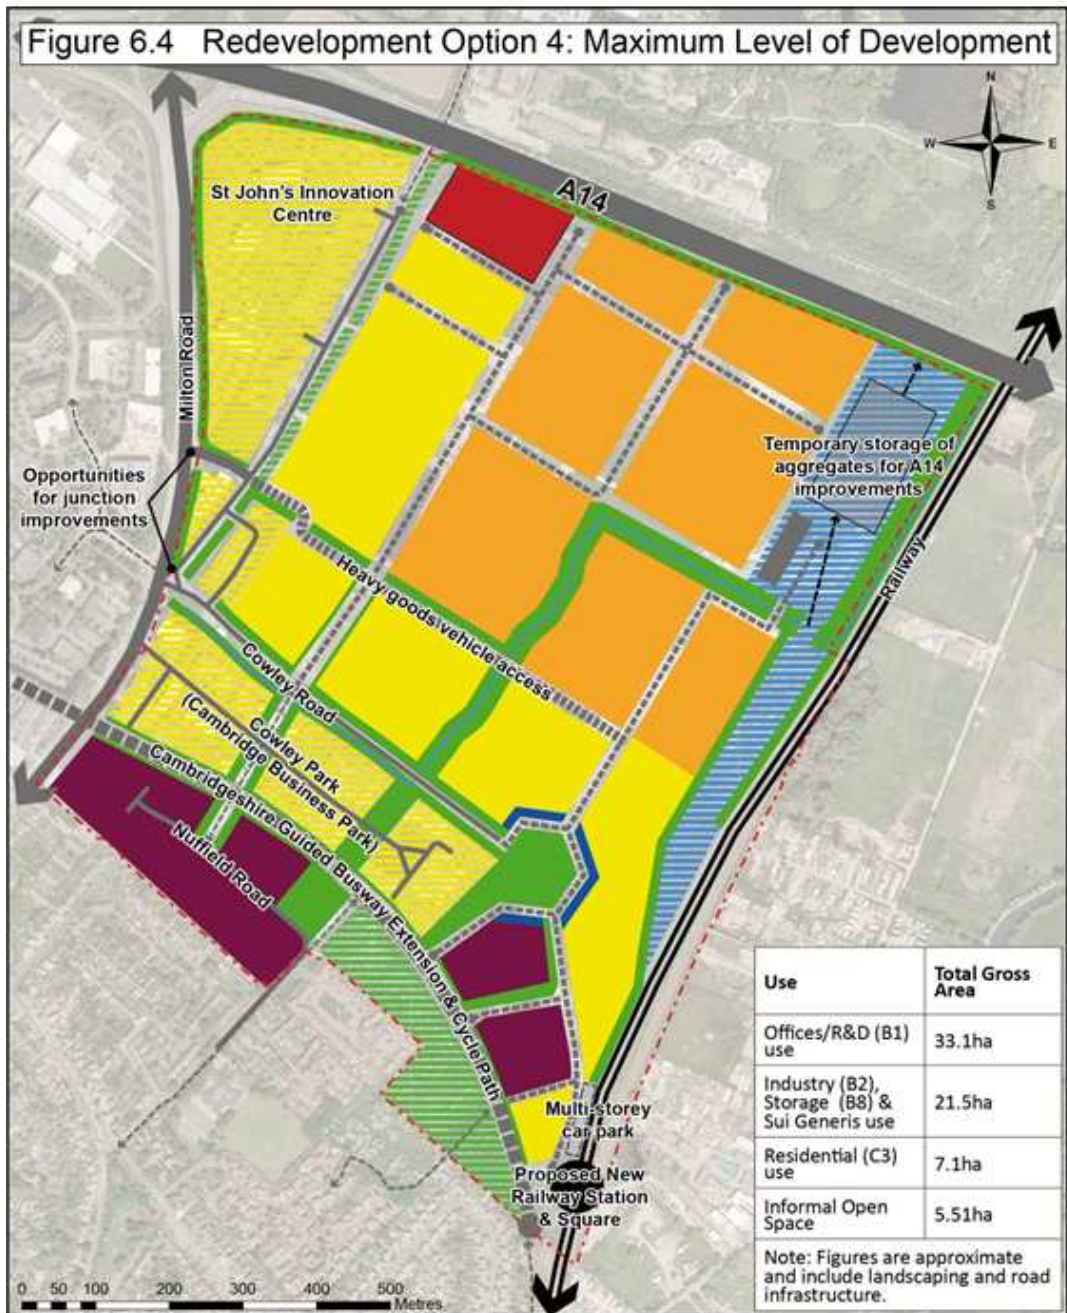 Figure 6.4 Redevelopment Option 4: Maximum Level of Development
N
W
E
S
A14
St John's Innovation
Centre
Milton Road
Opportunities
for junction
improvements
Temporary storage of
aggregates for A14
improvements
Railway
Heavy goods vehicle access
Cowley Road
Cowley Park
(Cambridge Business Park)
Cambridgeshire Guided Busway Extension & Cycle Path
Nuffield Road
Multi-storey
car park
Proposed New
Railway Station
& Square
Use
Total Gross
Area
Offices/R&D (B1)
use
33.1ha
Industry (B2),
Storage (B8) &
Sui Generis use
21.5ha
Residential (C3)
use
7.1ha
Informal Open
Space
5.51ha
Note: Figures are approximate
and include landscaping and road
infrastructure.
0 50 100 200 300 400 500
Metres